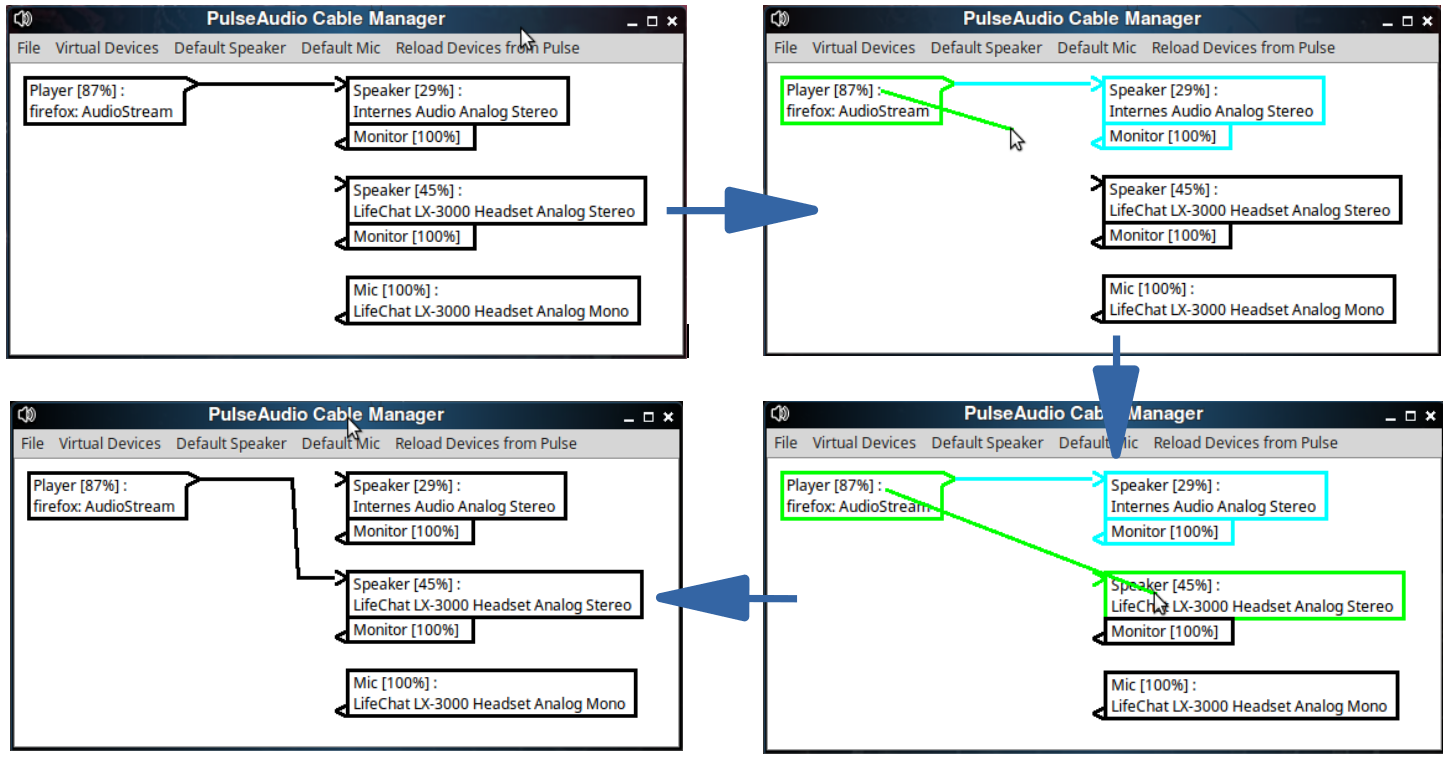 PulseAudio Cable Manager
File Virtual Devices Default Speaker Default Mic Reload Devices from Pulse
Player [87%] :
firefox: AudioStream
Speaker [29%] :
Internes Audio Analog Stereo
Monitor [100%]
Speaker [45%] :
LifeChat LX-3000 Headset Analog Stereo
Monitor [100%]
Mic [100%] :
LifeChat LX-3000 Headset Analog Mono
PulseAudio Cable Manager
File Virtual Devices Default Speaker Default Mic Reload Devices from Pulse
Player [87%] :
firefox: AudioStream
Speaker [29%] :
Internes Audio Analog Stereo
Monitor [100%]
Speaker [45%] :
LifeChat LX-3000 Headset Analog Stereo
Monitor [100%]
Mic [100%] :
LifeChat LX-3000 Headset Analog Mono
PulseAudio Cable Manager
File Virtual Devices Default Speaker Default Mic Reload Devices from Pulse
Player [87%] :
firefox: AudioStream
Speaker [29%] :
Internes Audio Analog Stereo
Monitor [100%]
Speaker [45%] :
LifeChat LX-3000 Headset Analog Stereo
Monitor [100%]
Mic [100%] :
LifeChat LX-3000 Headset Analog Mono
PulseAudio Cable Manager
File Virtual Devices Default Speaker Default Mic Reload Devices from Pulse
Player [87%] :
firefox: AudioStream
Speaker [29%] :
Internes Audio Analog Stereo
Monitor [100%]
Speaker [45%] :
LifeChat LX-3000 Headset Analog Stereo
Monitor [100%]
Mic [100%] :
LifeChat LX-3000 Headset Analog Mono